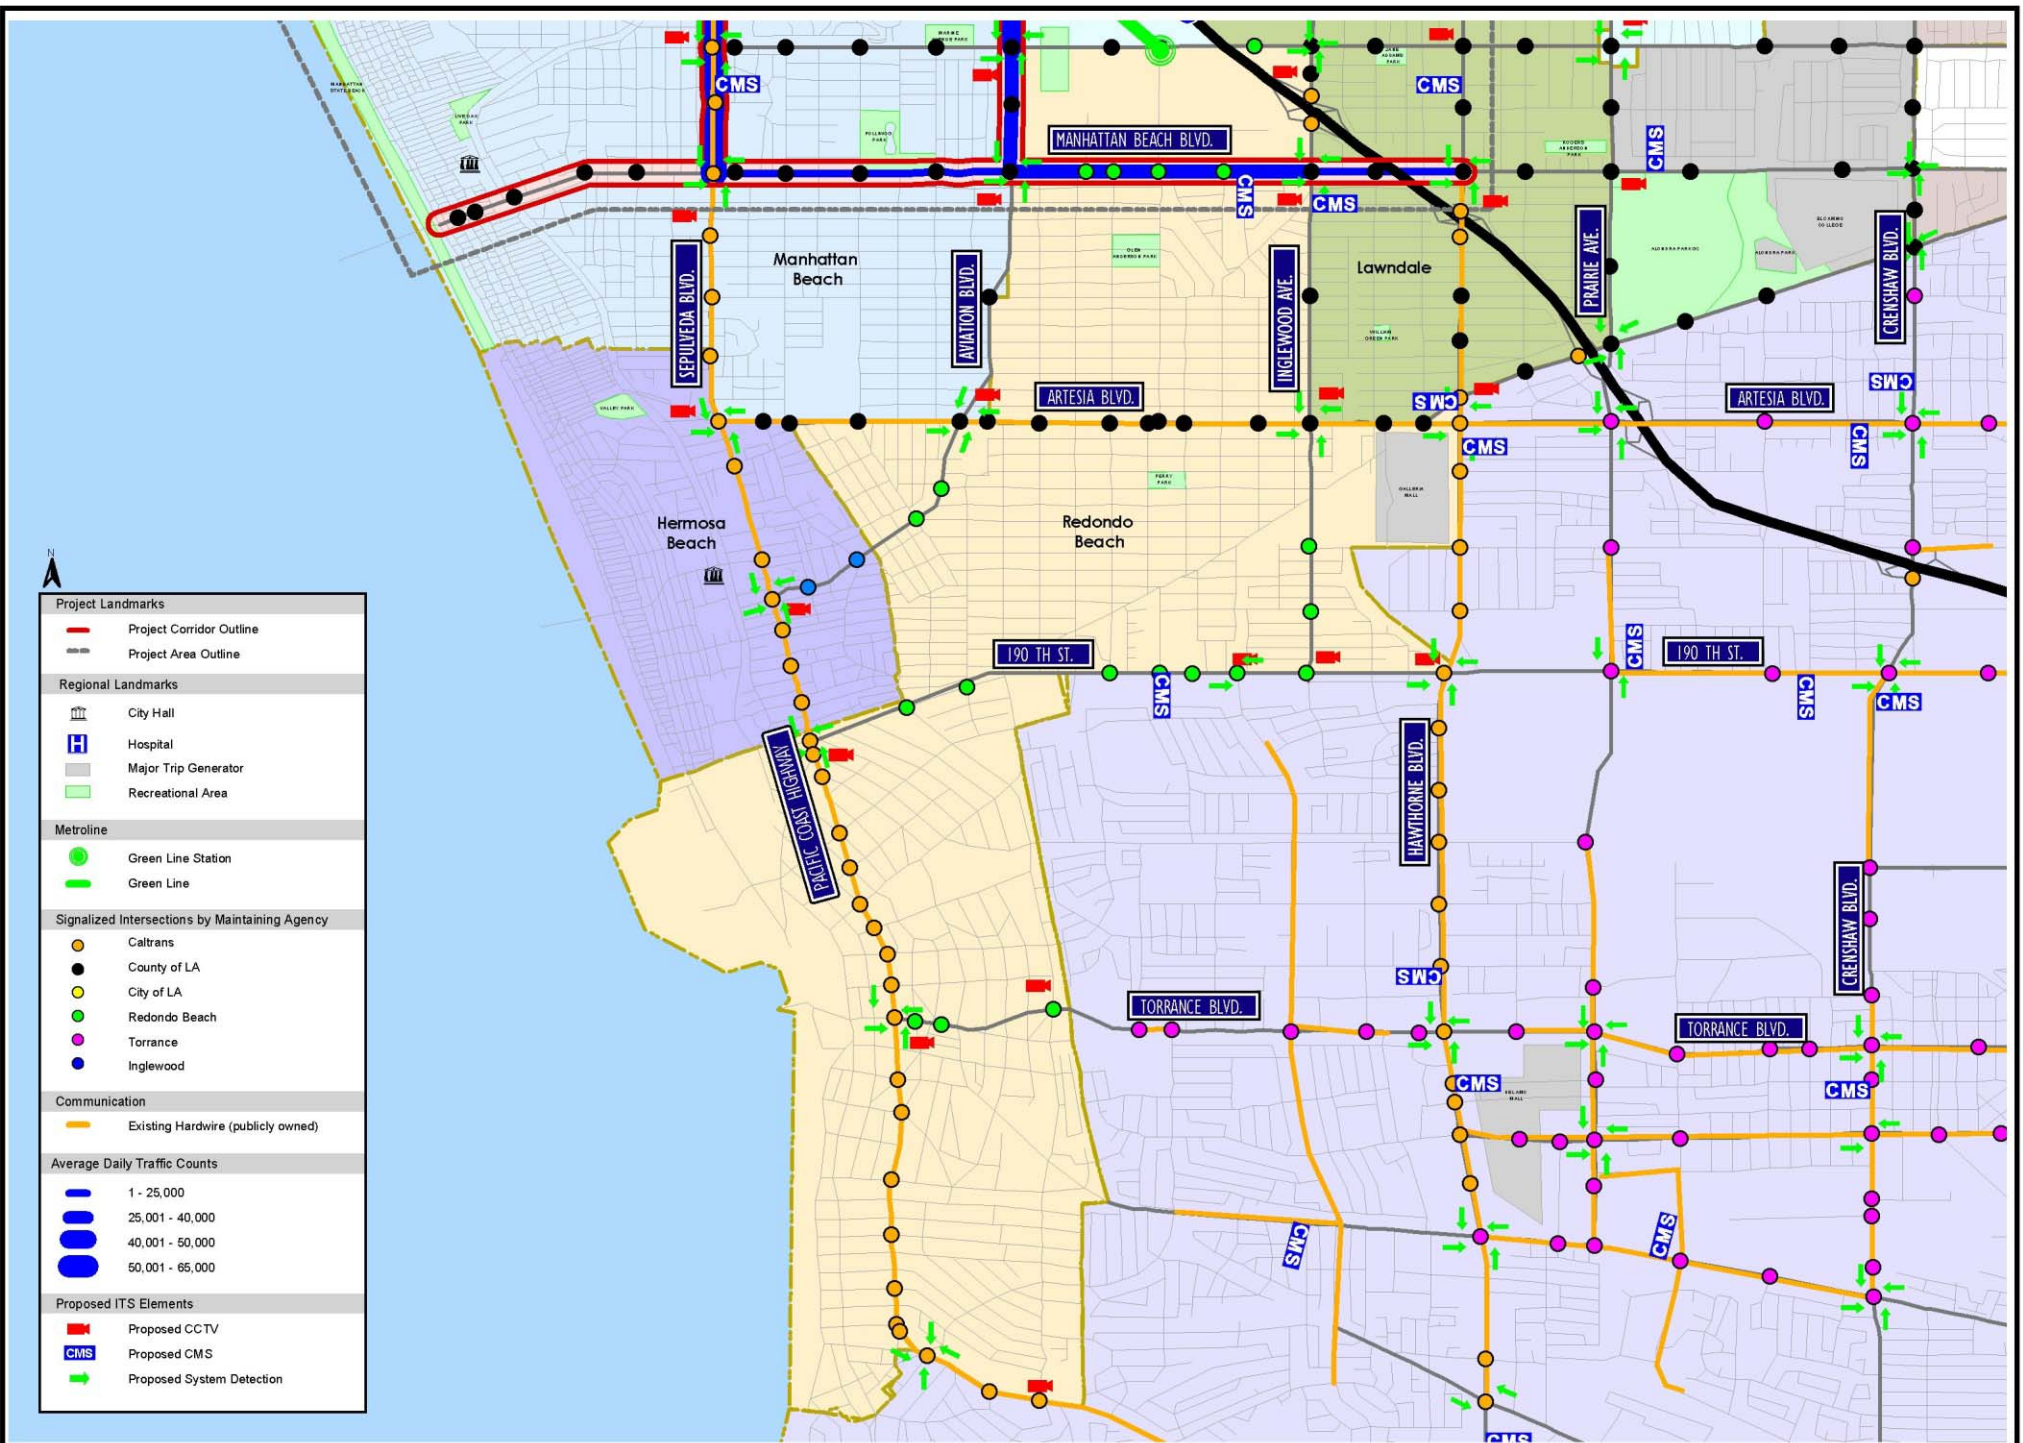 CMS
CMS
MANHATTAN BEACH BLVD.
CMS
CMS
CMS
SEPULVEDA BLVD.
Manhattan
Beach
AVIATION BLVD.
INGLEWOOD AVE.
Lawndale
PRAIRIE AVE.
CRENSHAW BLVD.
ARTESIA BLVD.
CMS
CMS
ARTESIA BLVD.
CMS
CMS
VALLEY PARK
PERRY
PARK
GALLERIA
MALL
Hermosa
Beach
Redondo
Beach
190 TH ST.
CMS
CMS
190 TH ST.
CMS
CMS
PACIFIC COAST HIGHWAY
HAWTHORNE BLVD.
CRENSHAW BLVD.
CMS
TORRANCE BLVD.
TORRANCE BLVD.
CMS
CMS
CMS
CMS
CMS
N
Project Landmarks
Project Corridor Outline
Project Area Outline
Regional Landmarks
City Hall
H Hospital
Major Trip Generator
Recreational Area
Metroline
Green Line Station
Green Line
Signalized Intersections by Maintaining Agency
Caltrans
County of LA
City of LA
Redondo Beach
Torrance
Inglewood
Communication
Existing Hardwire (publicly owned)
Average Daily Traffic Counts
1 - 25,000
25,001 - 40,000
40,001 - 50,000
50,001 - 65,000
Proposed ITS Elements
Proposed CCTV
CMS Proposed CMS
Proposed System Detection